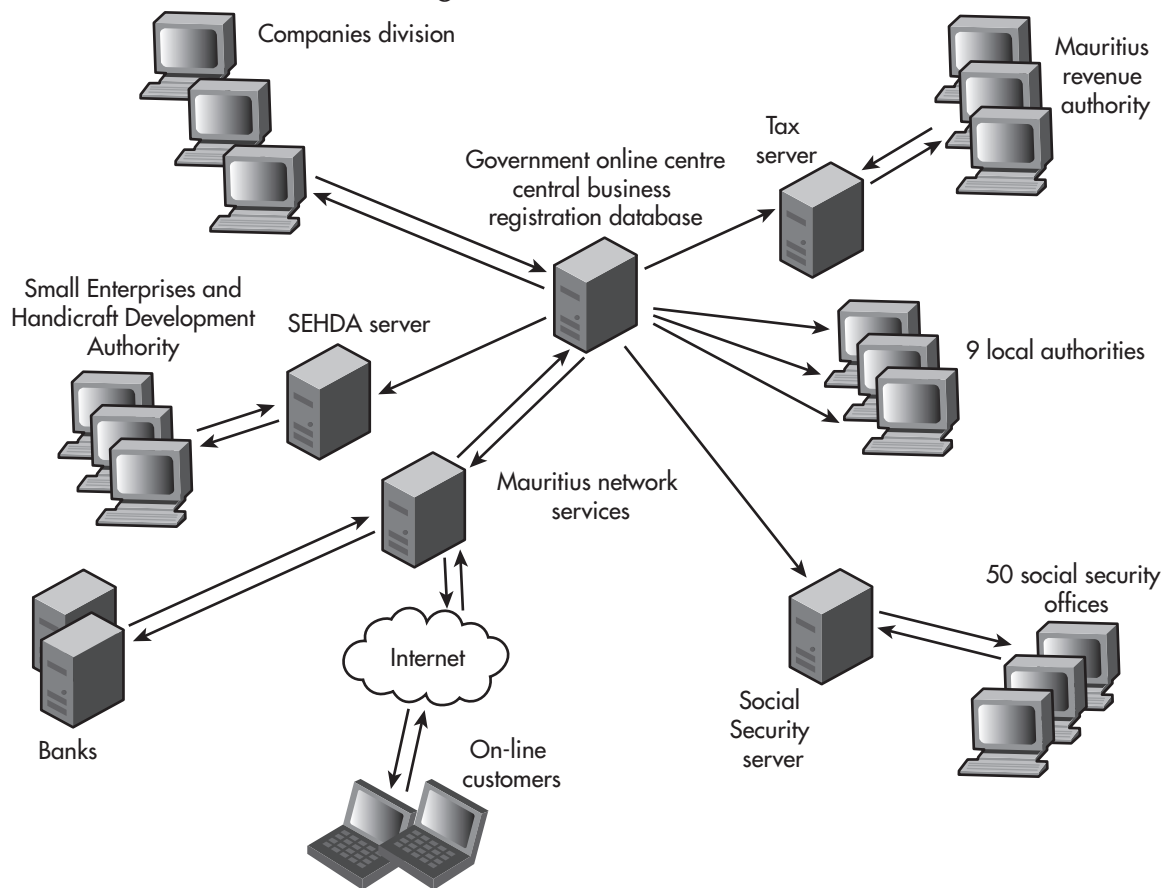 Companies division
Mauritius
revenue
authority
Tax
server
Government online centre
central business
registration database
Small Enterprises and
Handicraft Development
Authority
SEHDA server
9 local authorities
Mauritius network
services
50 social security
offices
Internet
Social
Security
server
Banks
On-line
customers